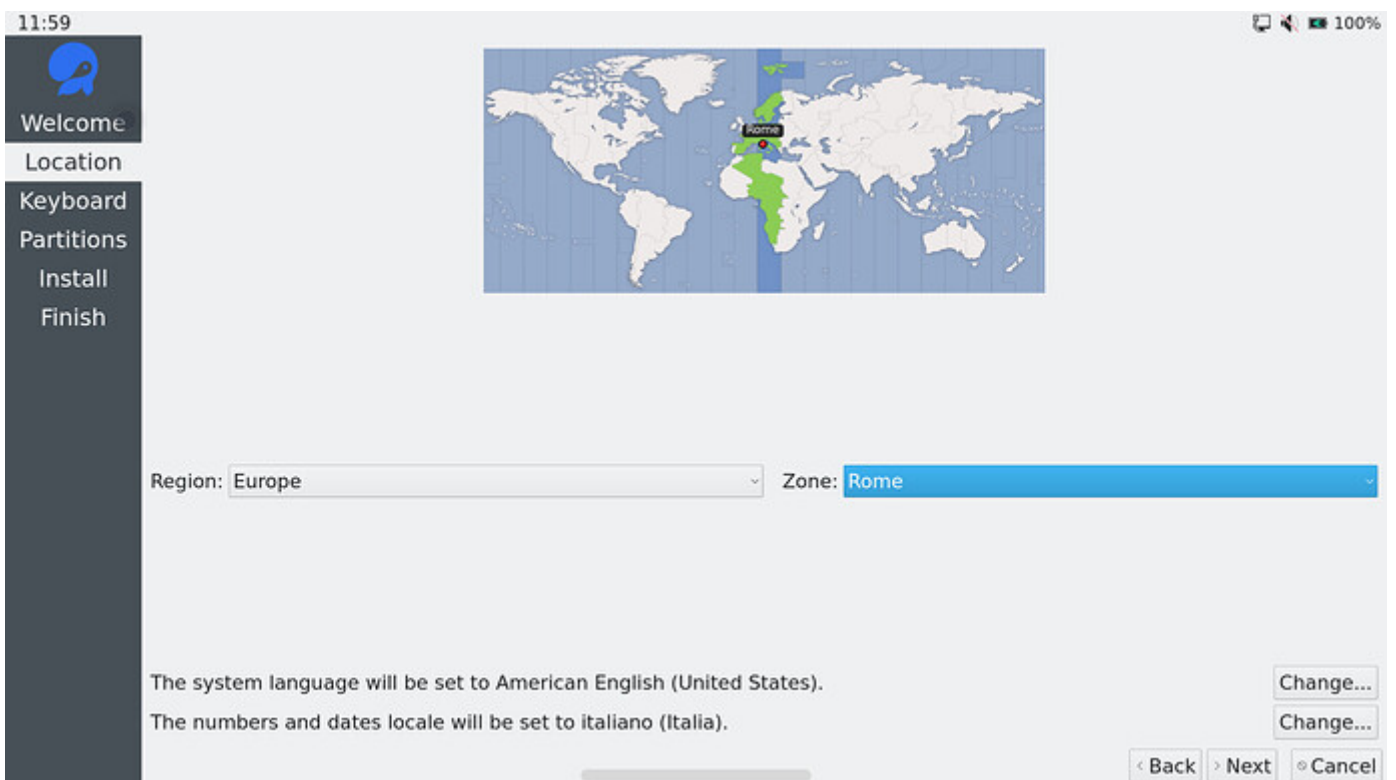 11:59 100%
Welcome
Location
Keyboard
Partitions
Install
Finish
Rome
Region: Europe Zone: Rome
The system language will be set to American English (United States). Change...
The numbers and dates locale will be set to italiano (Italia). Change...
Back Next Cancel